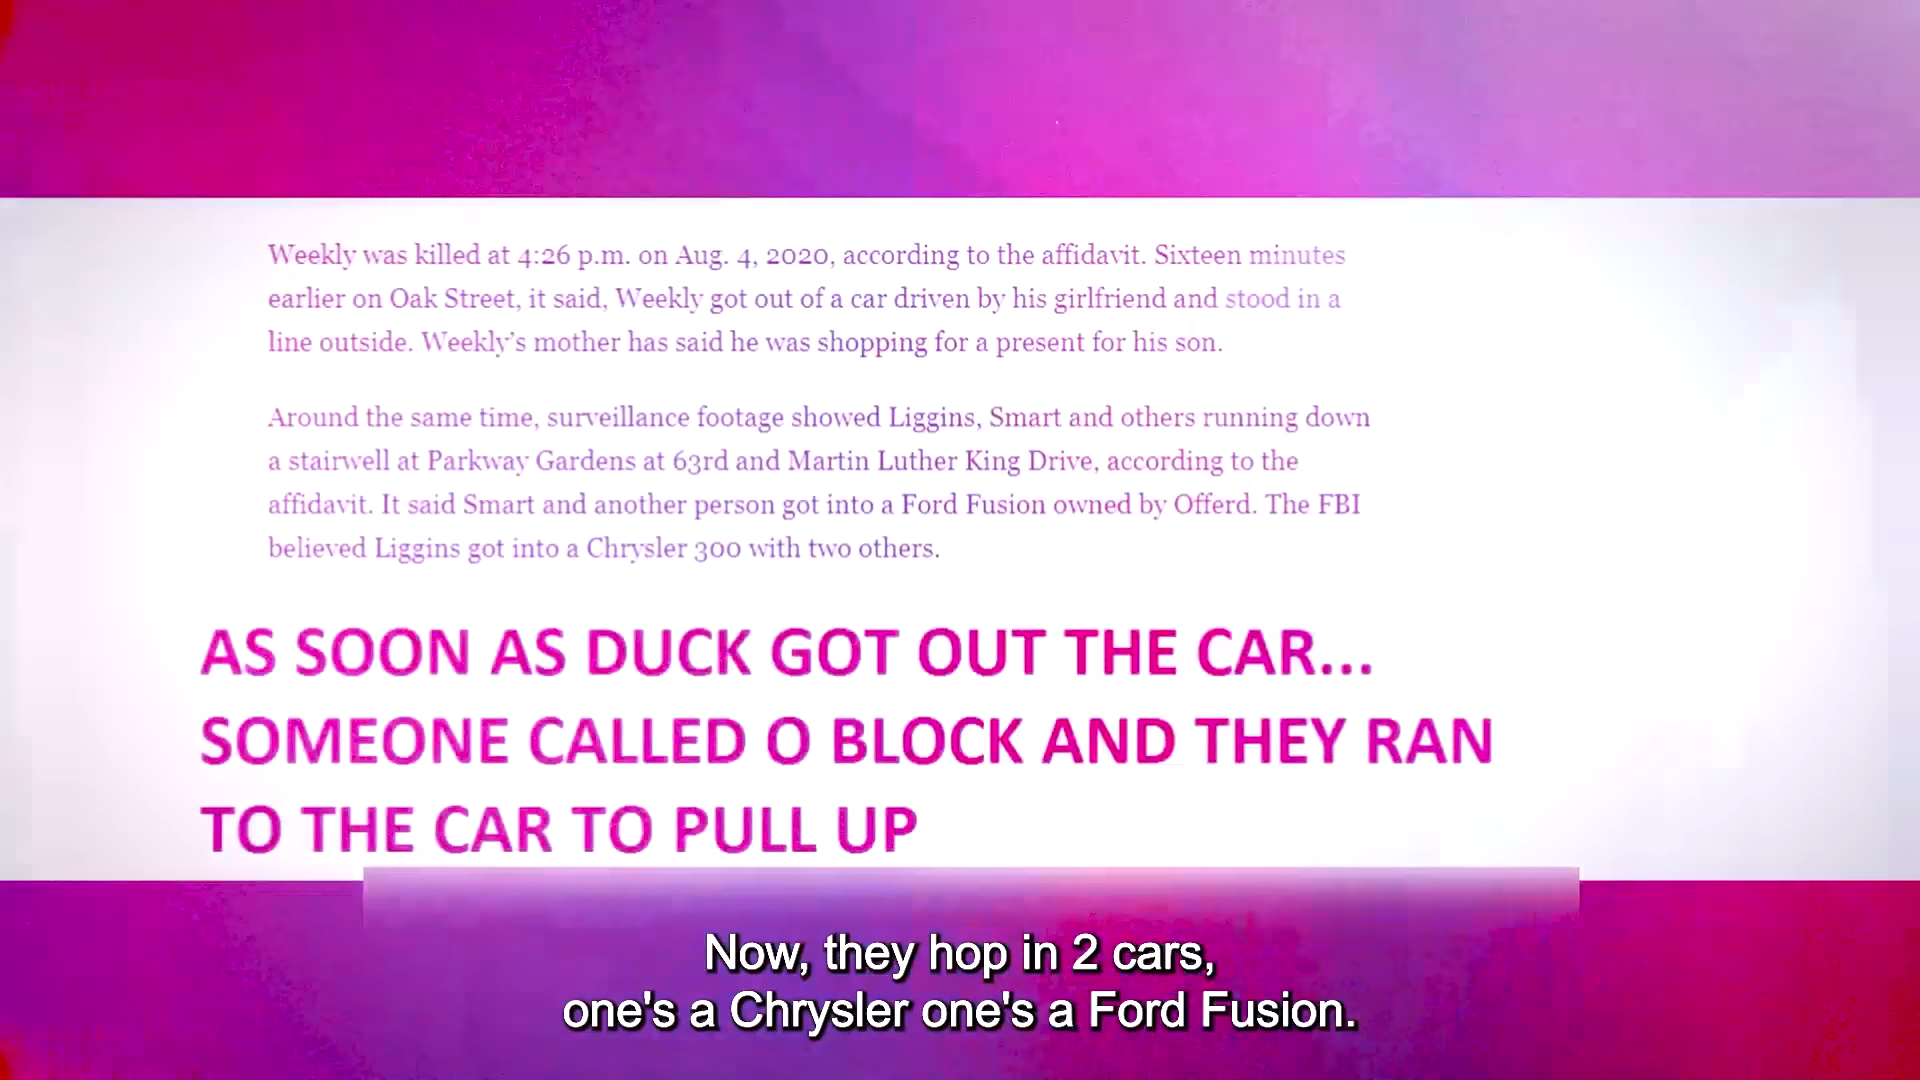 Weekly was killed at 4:26 p.m. on Aug. 4, 2020, according to the affidavit. Sixteen minutes
earlier on Oak Street, it said, Weekly got out of a car driven by his girlfriend and stood in a
line outside. Weekly's mother has said he was shopping for a present for his son.
Around the same time, surveillance footage showed Liggins, Smart and others running down
a stairwell at Parkway Gardens at 63rd and Martin Luther King Drive, according to the
affidavit. It said Smart and another person got into a Ford Fusion owned by Offerd. The FBI
believed Liggins got into a Chrysler 300 with two others.
AS SOON AS DUCK GOT OUT THE CAR...
SOMEONE CALLED O BLOCK AND THEY RAN
TO THE CAR TO PULL UP
Now, they hop in 2 cars,
one's a Chrysler one's a Ford Fusion.